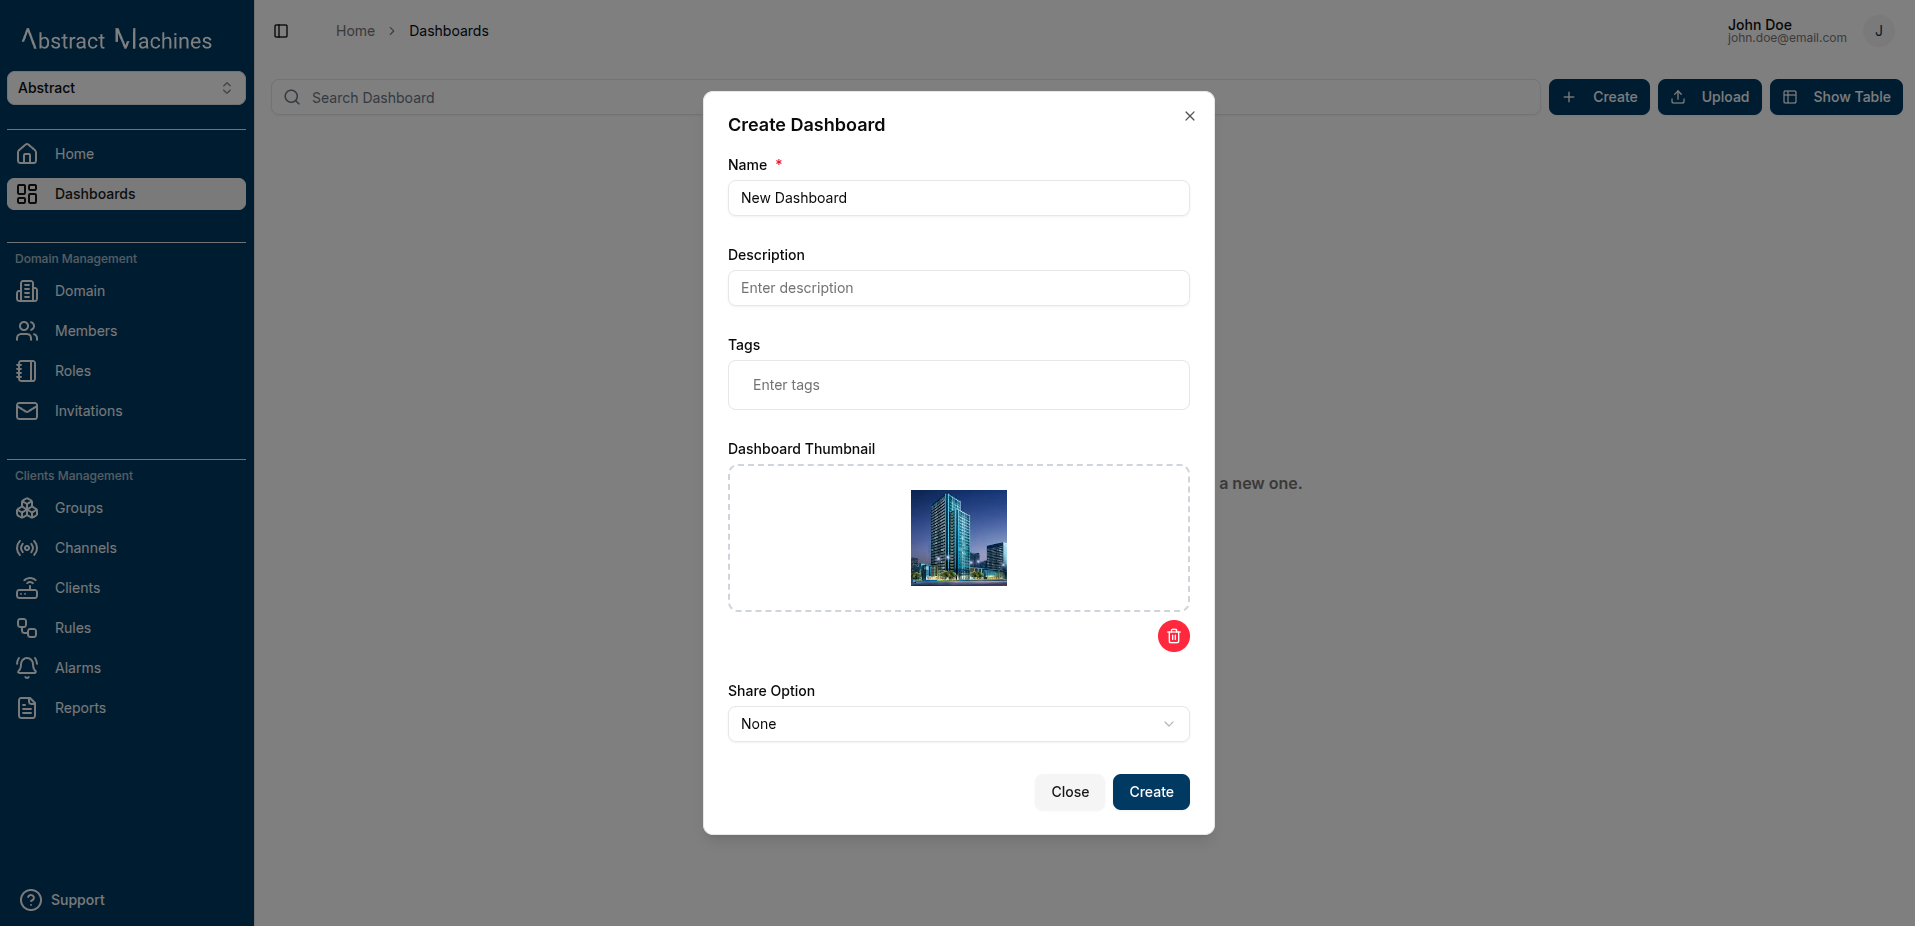 Abstract Machines
Abstract
Home
Dashboards
Domain Management
Domain
Members
Roles
Invitations
Clients Management
Groups
Channels
Clients
Rules
Alarms
Reports
Support
Home > Dashboards
John Doe
john.doe@email.com
J
Search Dashboard
Create
Upload
Show Table
a new one.
Create Dashboard
Name *
New Dashboard
Description
Enter description
Tags
Enter tags
Dashboard Thumbnail
Share Option
None
Close
Create